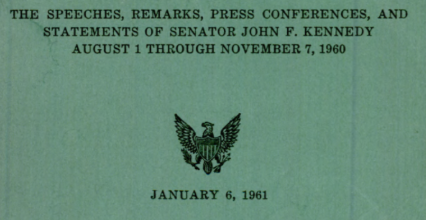 THE SPEECHES, REMARKS, PRESS CONFERENCES, AND
STATEMENTS OF SENATOR JOHN F. KENNEDY
AUGUST 1 THROUGH NOVEMBER 7, 1960
JANUARY 6, 1961